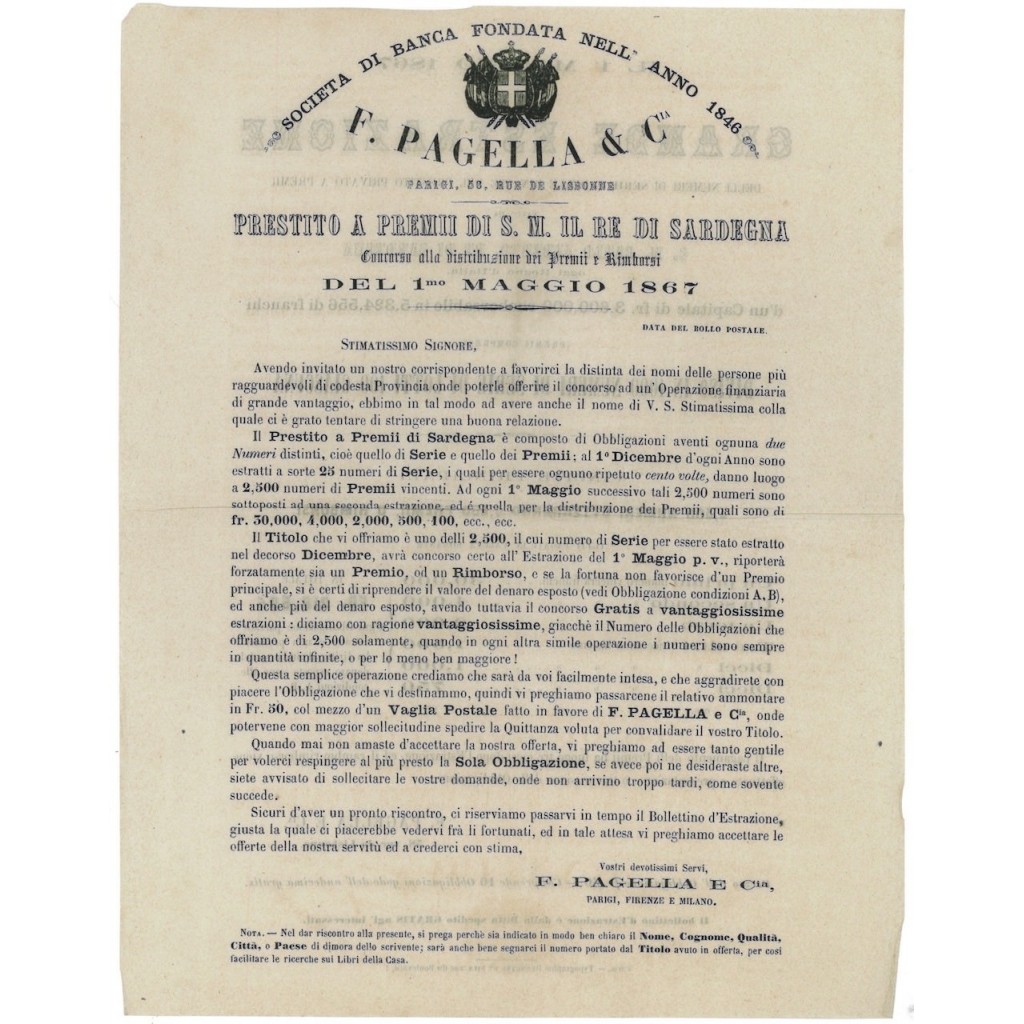 SOCIETA DI BANCA FONDATA NELL' ANNO 1846
F. PAGELLA & Cia
PARIGI, 58, RUE DE LISBONNE
PRESTITO A PREMII DI S. M. IL RE DI SARDEGNA
Concorso alla distribuzione dei Premii e Rimborsi
DEL 1mo MAGGIO 1867
DATA DEL BOLLO POSTALE.
STIMATISSIMO SIGNORE,
Avendo invitato un nostro corrispondente a favorirci la distinta dei nomi delle persone più
ragguardevoli di codesta Provincia onde poterle offerire il concorso ad un' Operazione finanziaria
di grande vantaggio, ebbimo in tal modo ad avere anche il nome di V. S. Stimatissima colla
quale ci è grato tentare di stringere una buona relazione.
Il Prestito a Premii di Sardegna è composto di Obbligazioni aventi ognuna due
Numeri distinti, cioè quello di Serie e quello dei Premii; al 1° Dicembre d'ogni Anno sono
estratti a sorte 25 numeri di Serie, i quali per essere ognuno ripetuto cento volte, danno luogo
a 2,500 numeri di Premii vincenti. Ad ogni 1° Maggio successivo tali 2,500 numeri sono
sottoposti ad una seconda estrazione, ed é quella per la distribuzione dei Premii, quali sono di
fr. 30,000, 4,000, 2,000, 500, 400, ecc., ecc.
Il Titolo che vi offriamo è uno delli 2,500, il cui numero di Serie per essere stato estratto
nel decorso Dicembre, avrà concorso certo all' Estrazione del 1° Maggio p. v., riporterà
forzatamente sia un Premio, od un Rimborso, e se la fortuna non favorisce d'un Premio
principale, si è certi di riprendere il valore del denaro esposto (vedi Obbligazione condizioni A, B),
ed anche più del denaro esposto, avendo tuttavia il concorso Gratis a vantaggiosissime
estrazioni : diciamo con ragione vantaggiosissime, giacchè il Numero delle Obbligazioni che
offriamo è di 2,500 solamente, quando in ogni altra simile operazione i numeri sono sempre
in quantità infinite, o per lo meno ben maggiore !
Questa semplice operazione crediamo che sarà da voi facilmente intesa, e che aggradirete con
piacere l'Obbligazione che vi destinammo, quindi vi preghiamo passarcene il relativo ammontare
in Fr. 50, col mezzo d'un Vaglia Postale fatto in favore di F. PAGELLA e Cia, onde
potervene con maggior sollecitudine spedire la Quittanza voluta per convalidare il vostro Titolo.
Quando mai non amaste d'accettare la nostra offerta, vi preghiamo ad essere tanto gentile
per volerci respingere al più presto la Sola Obbligazione, se avece poi ne desideraste altre,
siete avvisato di sollecitare le vostre domande, onde non arrivino troppo tardi, come sovente
succede.
Sicuri d'aver un pronto riscontro, ci riserviamo passarvi in tempo il Bollettino d'Estrazione,
giusta la quale ci piacerebbe vedervi frà li fortunati, ed in tale attesa vi preghiamo accettare le
offerte della nostra servitù ed a crederci con stima,
Vostri devotissimi Servi,
F. PAGELLA E Cia,
PARIGI, FIRENZE E MILANO.
NOTA. — Nel dar riscontro alla presente, si prega perchè sia indicato in modo ben chiaro il Nome, Cognome, Qualità,
Città, o Paese di dimora dello scrivente; sarà anche bene segnarci il numero portato dal Titolo avuto in offerta, per così
facilitare le ricerche sui Libri della Casa.